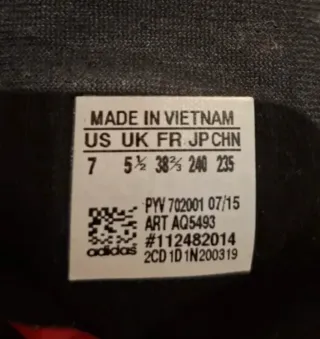 MADE IN VIETNAM
US UK FR JP CHN
7 5½ 38⅔ 240 235
PYV 702001 07/15
ART AQ5493
#112482014
adidas 2CD 1D 1N200319